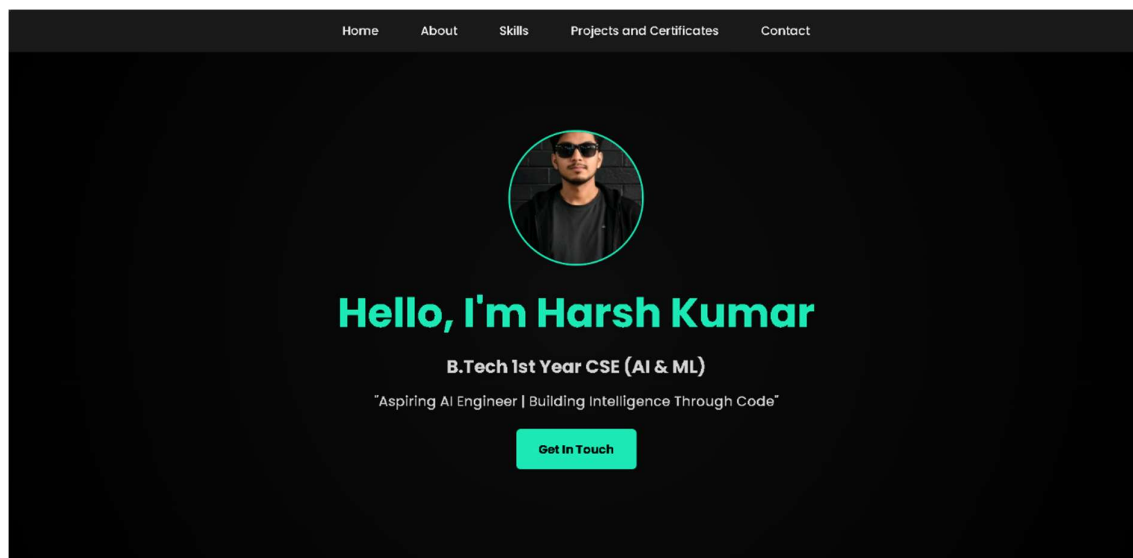 Home About Skills Projects and Certificates Contact
Hello, I'm Harsh Kumar
B.Tech 1st Year CSE (AI & ML)
"Aspiring AI Engineer | Building Intelligence Through Code"
Get In Touch